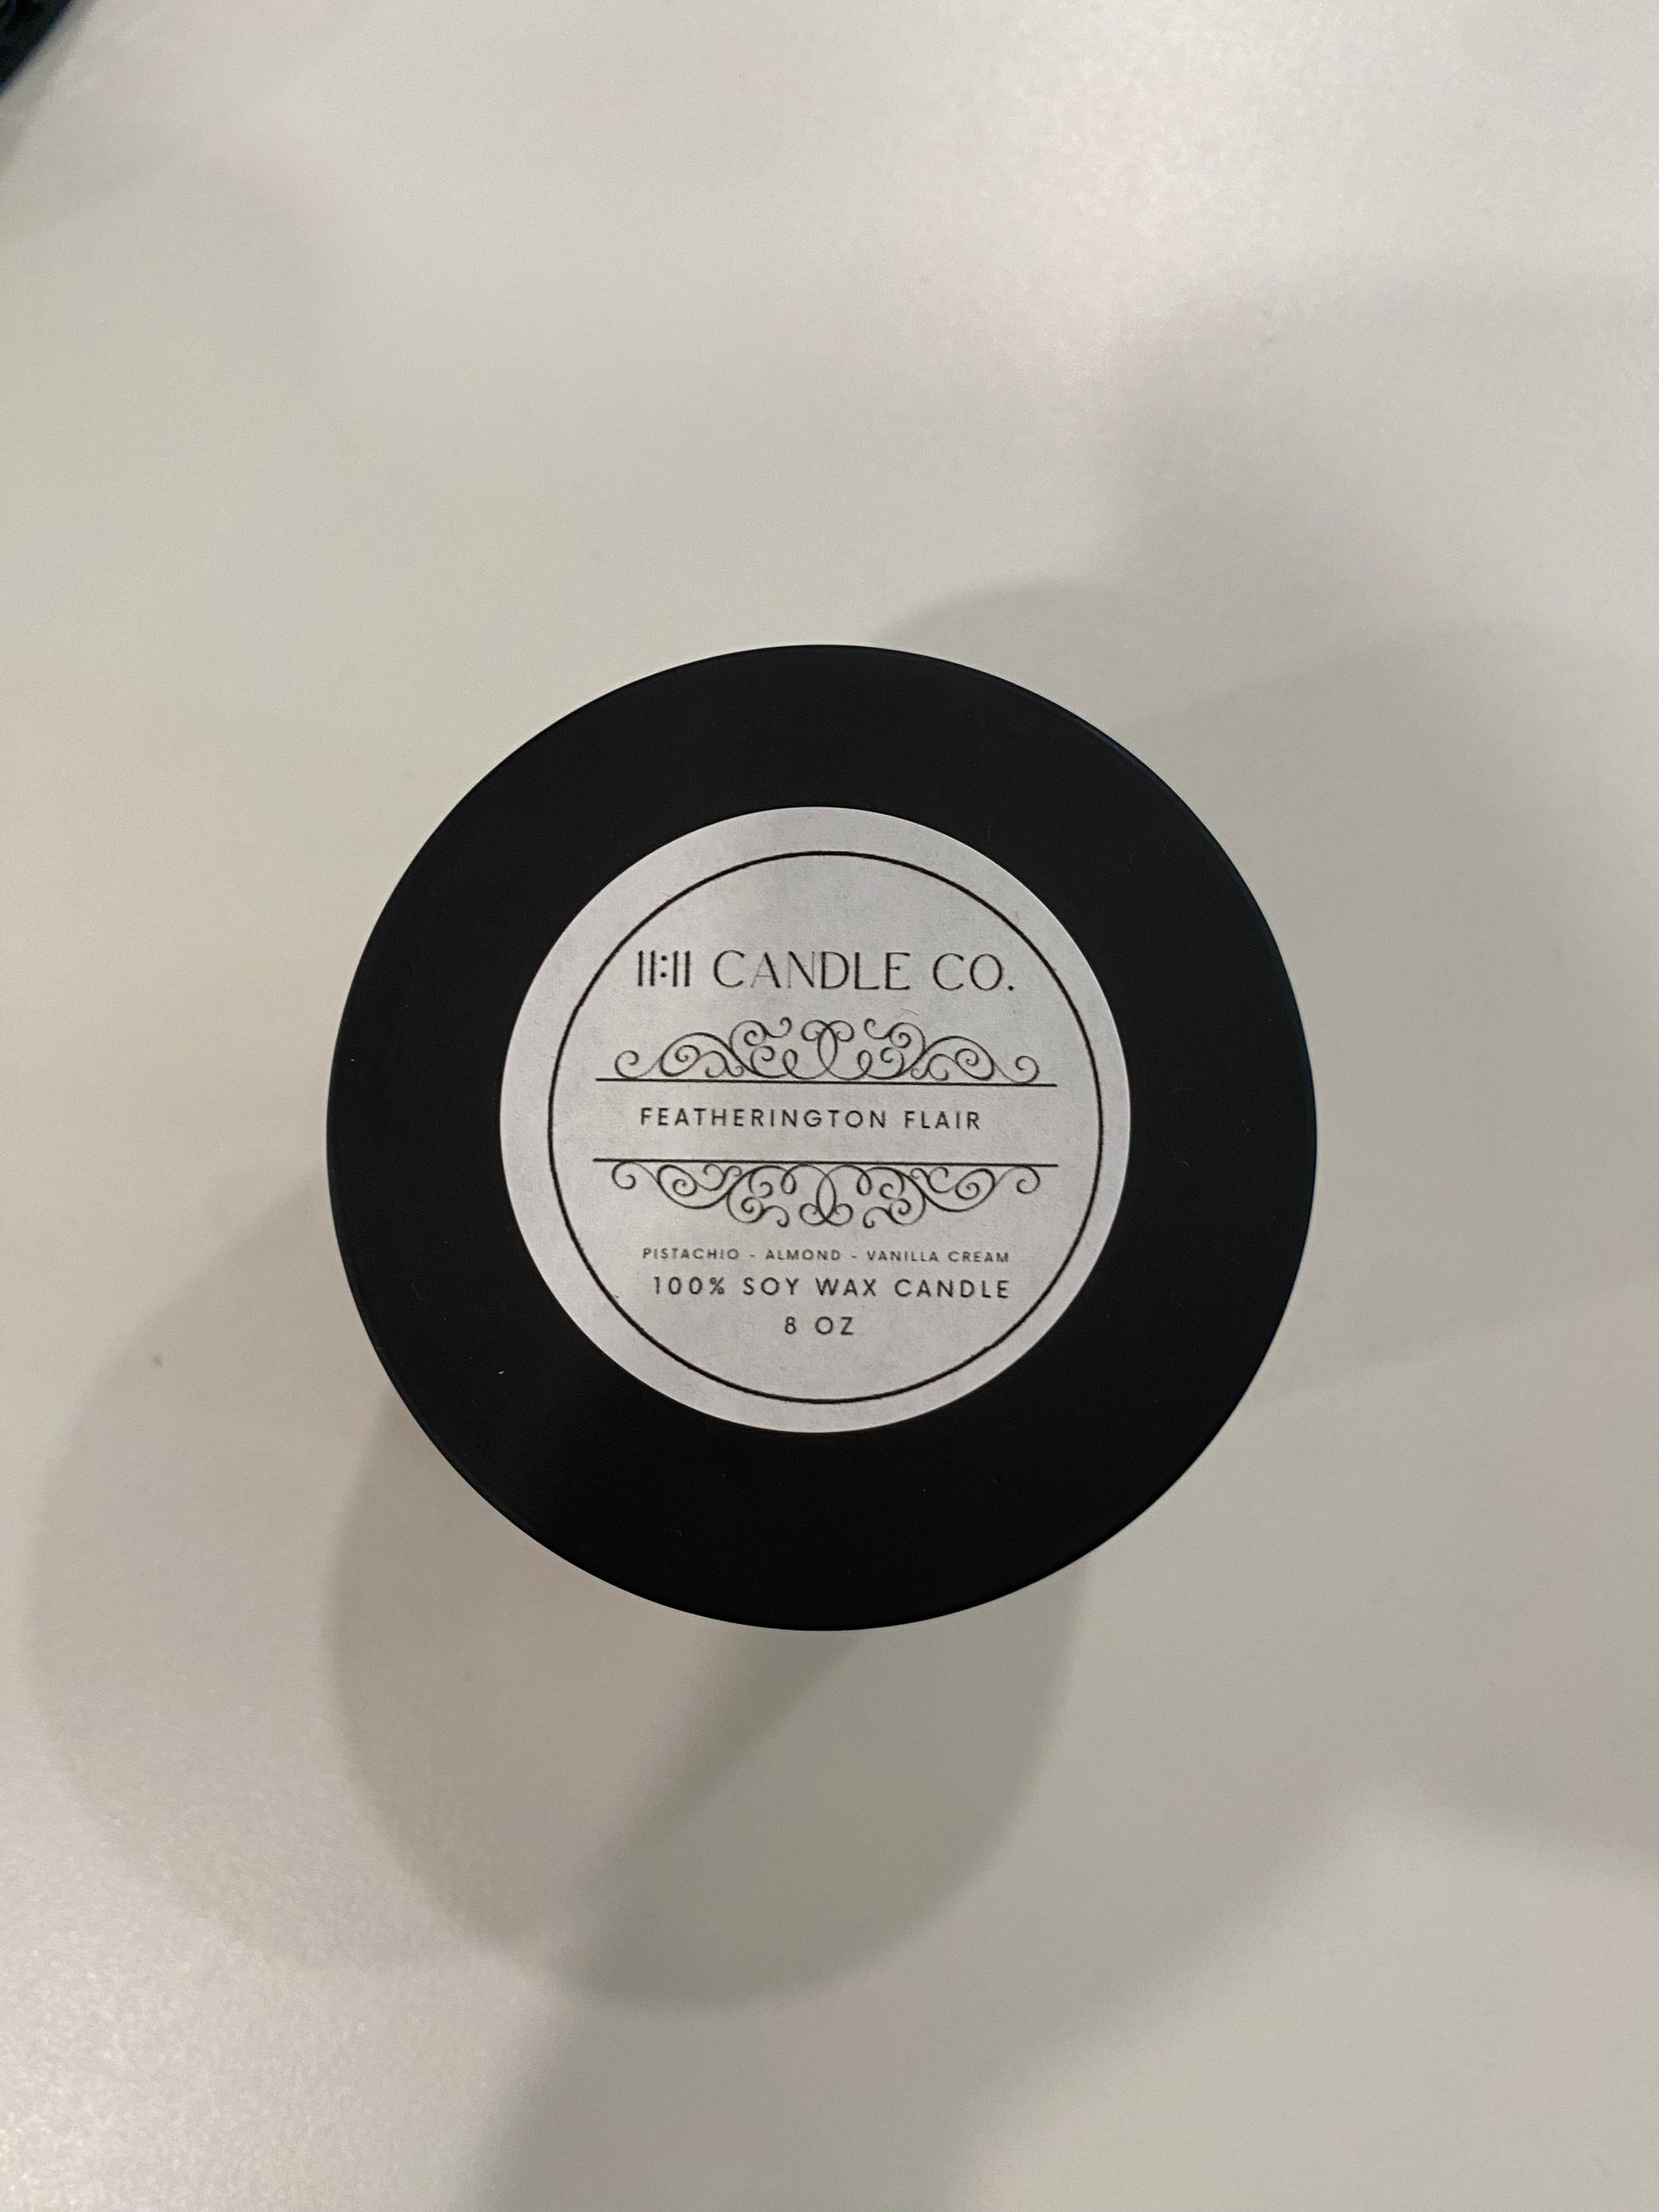 11:11 CANDLE CO.
FEATHERINGTON FLAIR
PISTACHIO - ALMOND - VANILLA CREAM
100% SOY WAX CANDLE
8 OZ